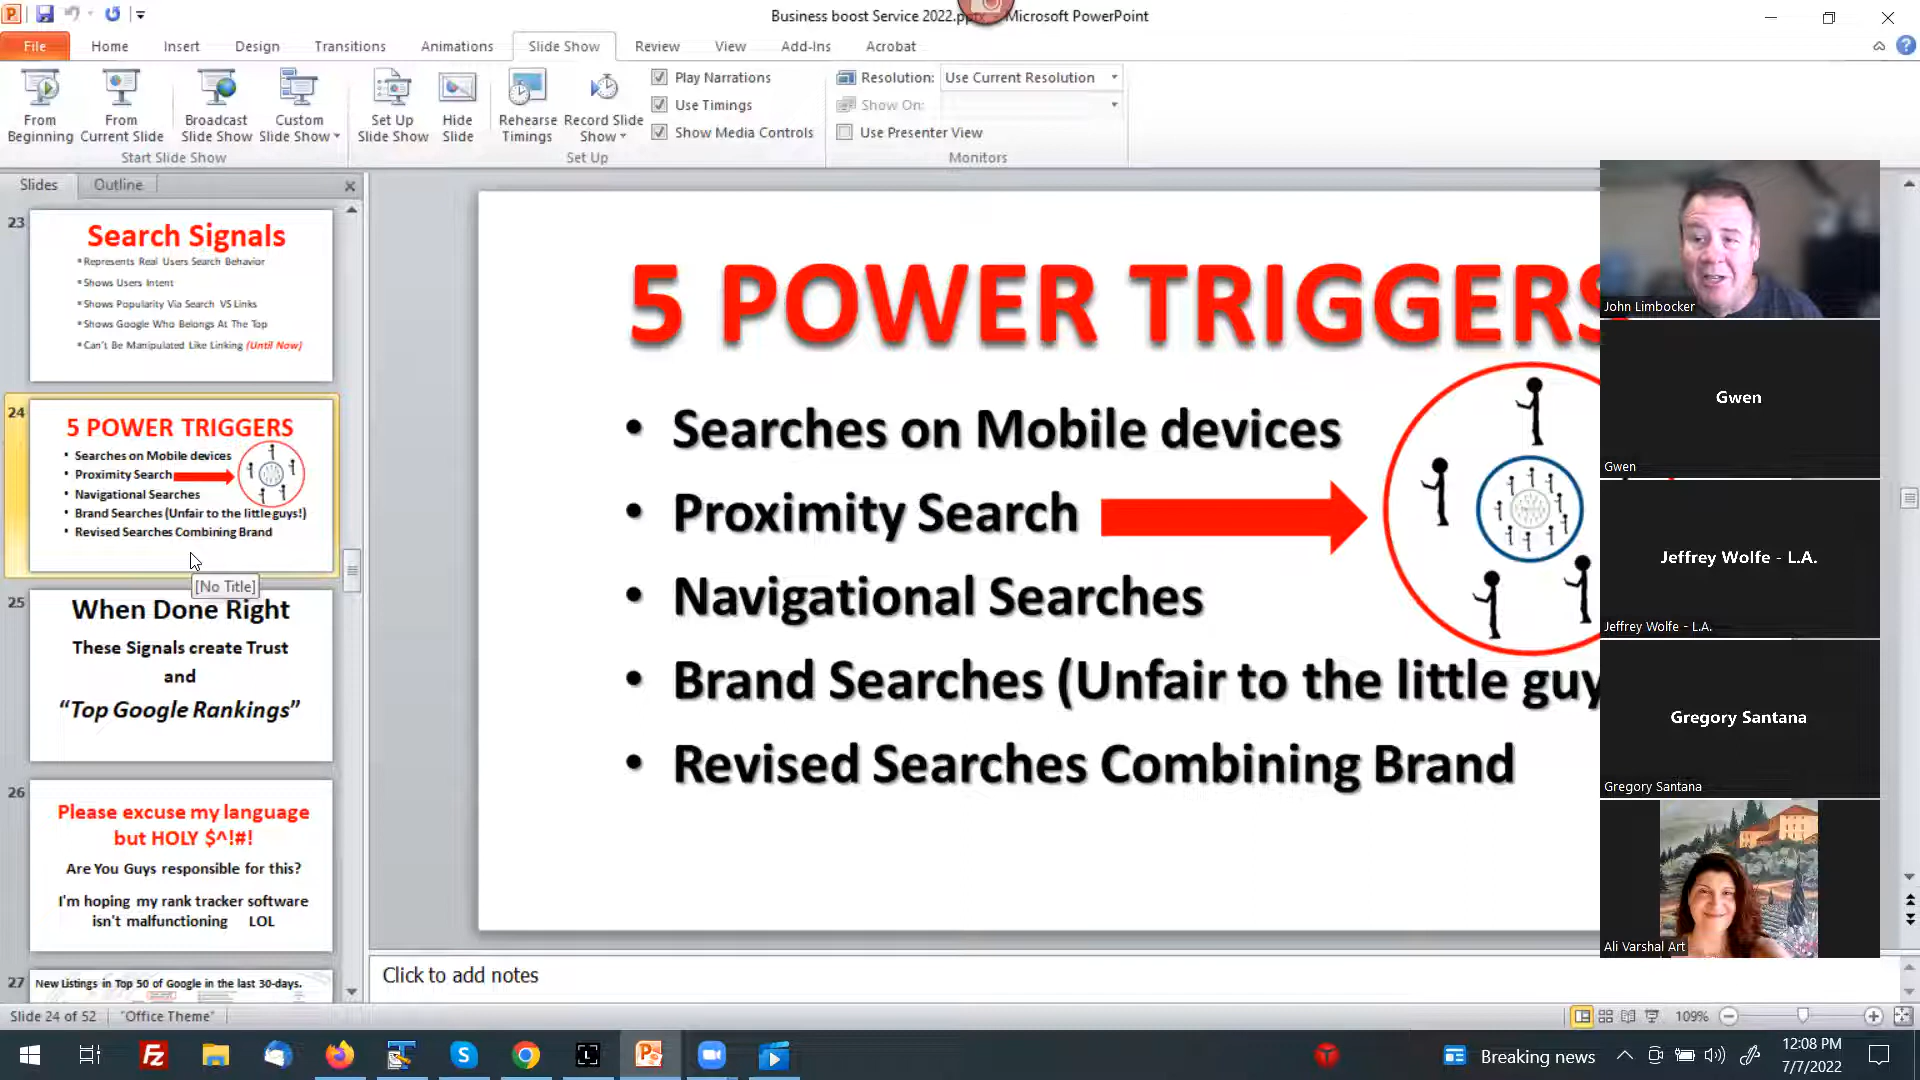 Business boost Service 2022.pptx - Microsoft PowerPoint
File Home Insert Design Transitions Animations Slide Show Review View Add-Ins Acrobat
From Beginning
From Current Slide
Broadcast Slide Show
Custom Slide Show
Set Up Slide Show
Hide Slide
Rehearse Timings
Record Slide Show
Play Narrations
Use Timings
Show Media Controls
Resolution: Use Current Resolution
Show On:
Use Presenter View
Start Slide Show
Set Up
Monitors
Slides Outline
23
Search Signals
Represents Real Users Search Behavior
Shows Users Intent
Shows Popularity Via Search VS Links
Shows Google Who Belongs At The Top
Can't Be Manipulated Like Linking (Until Now)
24
5 POWER TRIGGERS
• Searches on Mobile devices
• Proximity Search
• Navigational Searches
• Brand Searches (Unfair to the little guys!)
• Revised Searches Combining Brand
[No Title]
25
When Done Right
These Signals create Trust
and
“Top Google Rankings”
26
Please excuse my language
but HOLY $^!#!
Are You Guys responsible for this?
I'm hoping my rank tracker software
isn't malfunctioning LOL
27
New Listings in Top 50 of Google in the last 30-days.
5 POWER TRIGGERS
• Searches on Mobile devices
• Proximity Search
• Navigational Searches
• Brand Searches (Unfair to the little guy
• Revised Searches Combining Brand
John Limbocker
Gwen
Gwen
Jeffrey Wolfe - L.A.
Jeffrey Wolfe - L.A.
Gregory Santana
Gregory Santana
Ali Varshal Art
Click to add notes
Slide 24 of 52 "Office Theme" 109%
Breaking news
12:08 PM
7/7/2022